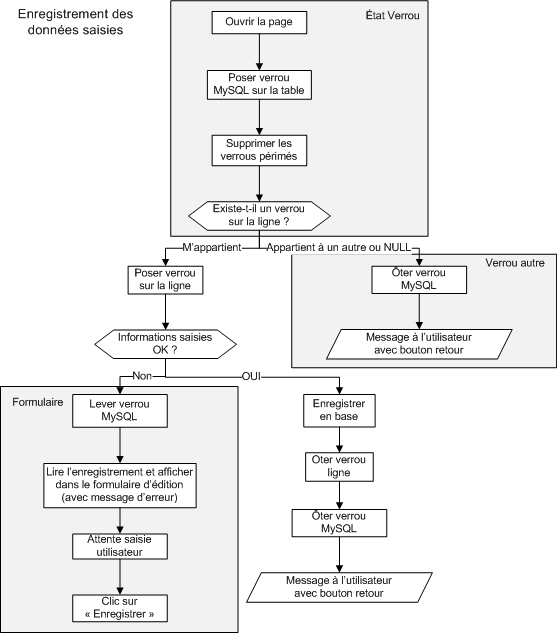 Enregistrement des
données saisies
État Verrou
Ouvrir la page
Poser verrou
MySQL sur la table
Supprimer les
verrous périmés
Existe-t-il un verrou
sur la ligne ?
M'appartient
Appartient à un autre ou NULL
Poser verrou
sur la ligne
Verrou autre
Ôter verrou
MySQL
Message à l'utilisateur
avec bouton retour
Informations saisies
OK ?
Non
OUI
Formulaire
Lever verrou
MySQL
Lire l'enregistrement et afficher
dans le formulaire d'édition
(avec message d'erreur)
Attente saisie
utilisateur
Clic sur
« Enregistrer »
Enregistrer
en base
Oter verrou
ligne
Ôter verrou
MySQL
Message à l'utilisateur
avec bouton retour